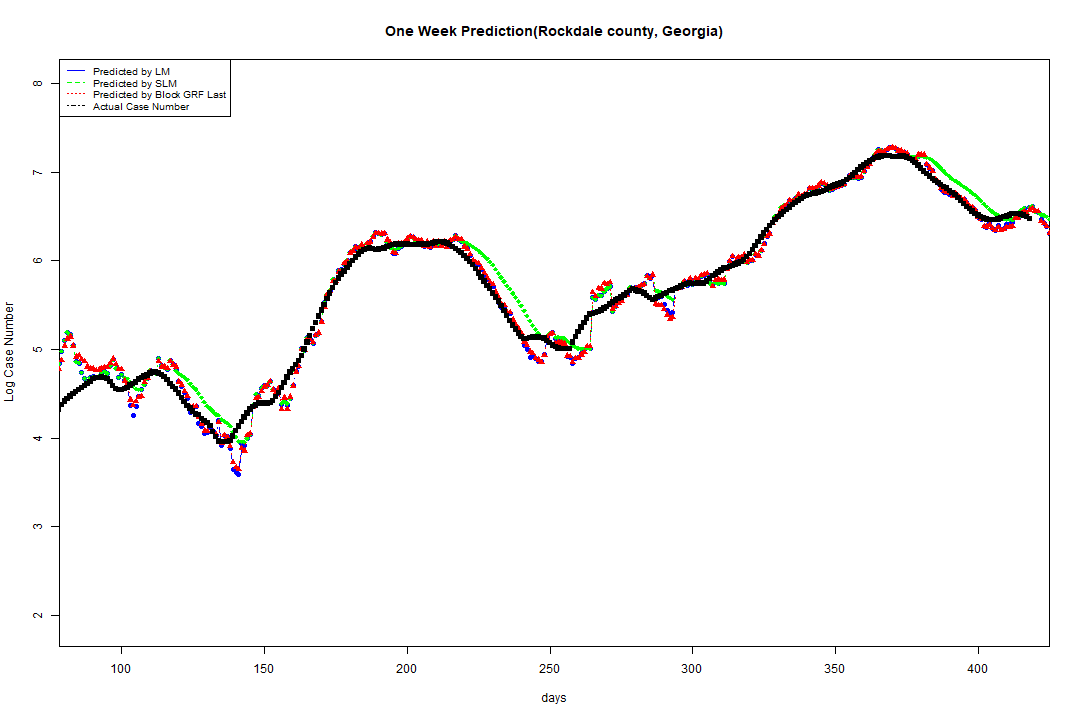 One Week Prediction(Rockdale county, Georgia)
Predicted by LM
Predicted by SLM
Predicted by Block GRF Last
Actual Case Number
8
7
6
5
4
3
2
Log Case Number
100 150 200 250 300 350 400
days